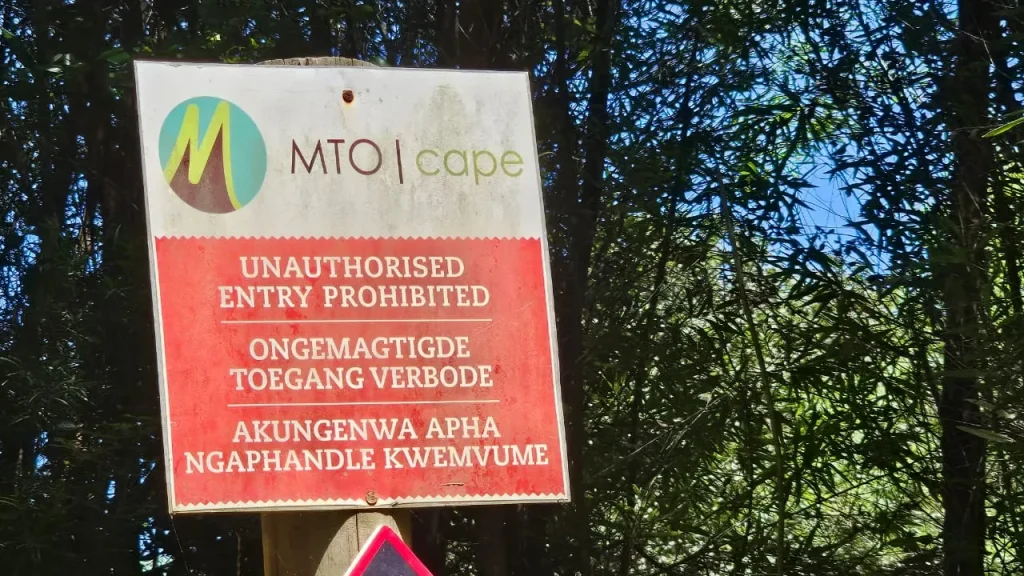 M
MTO | cape
UNAUTHORISED
ENTRY PROHIBITED
ONGEMAGTIGDE
TOEGANG VERBODE
AKUNGENWA APHA
NGAPHANDLE KWEMVUME